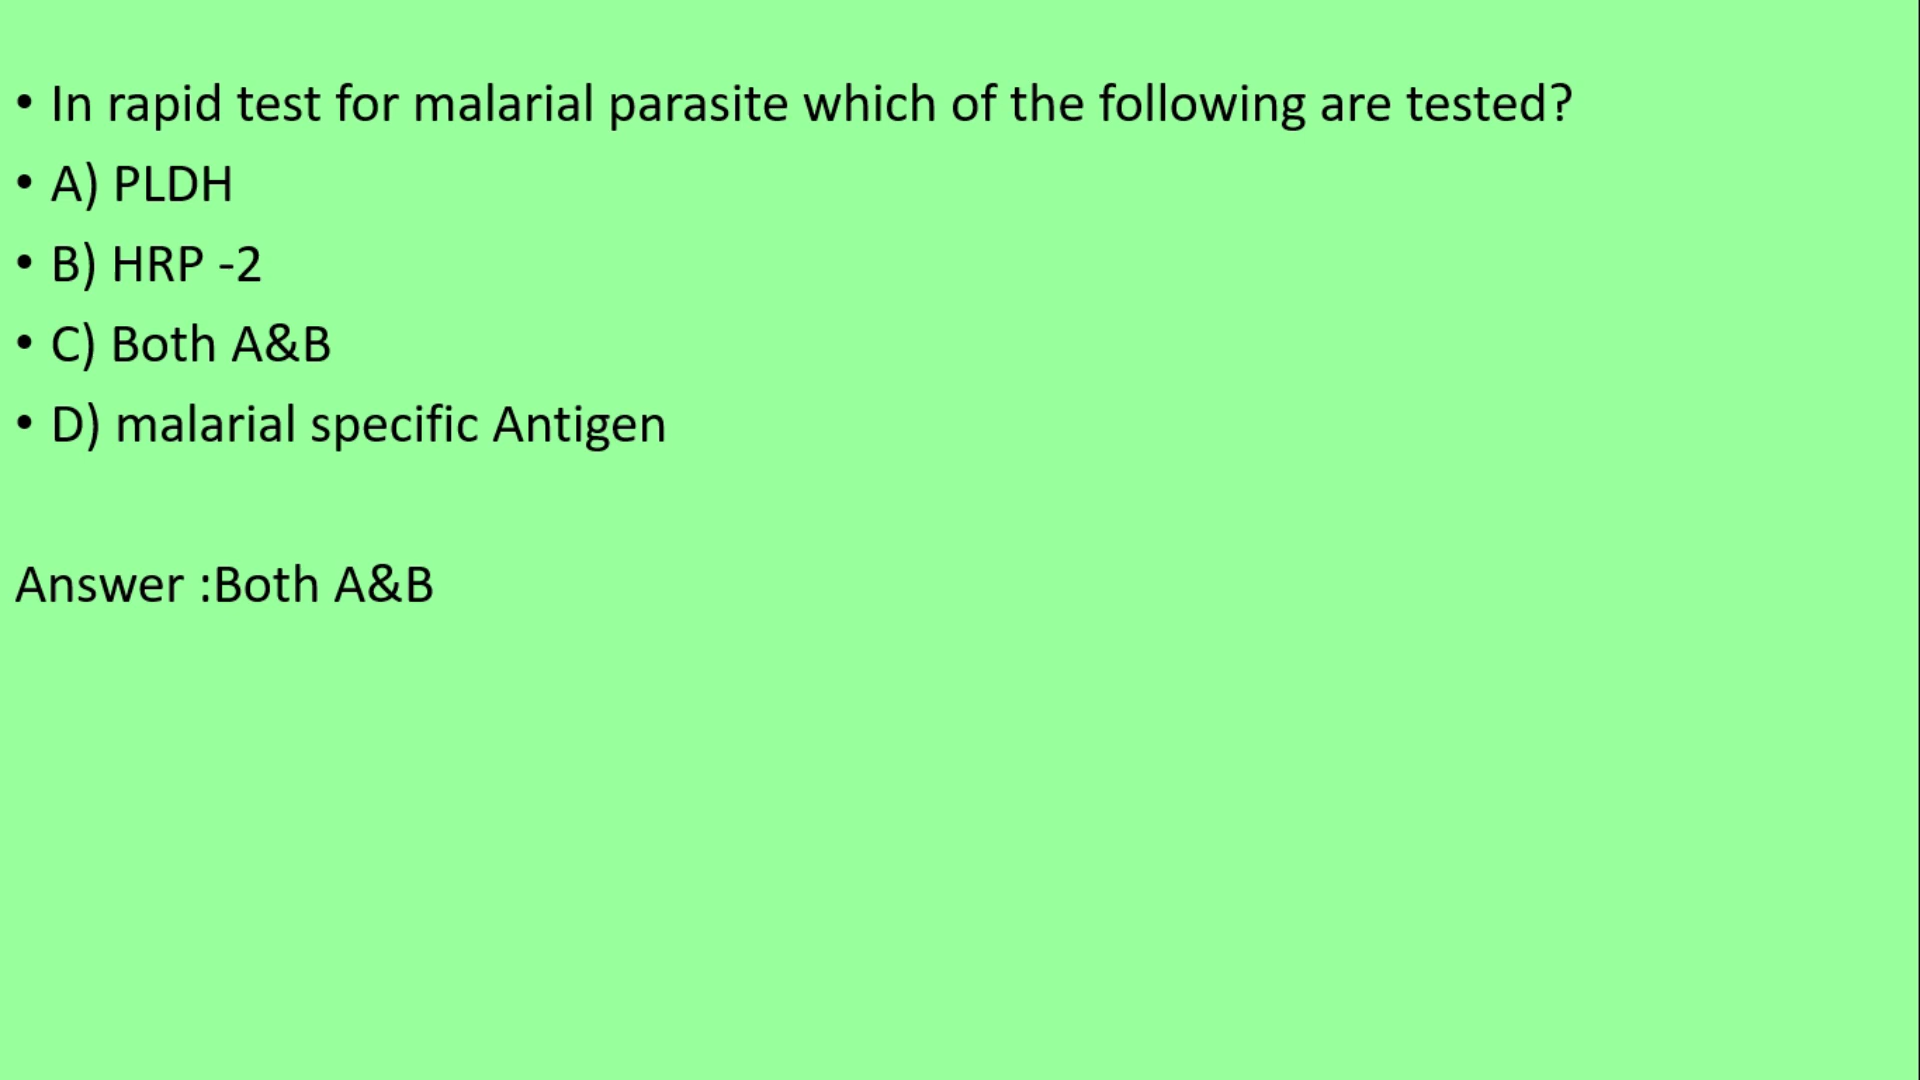 • In rapid test for malarial parasite which of the following are tested?
• A) PLDH
• B) HRP -2
• C) Both A&B
• D) malarial specific Antigen
Answer :Both A&B